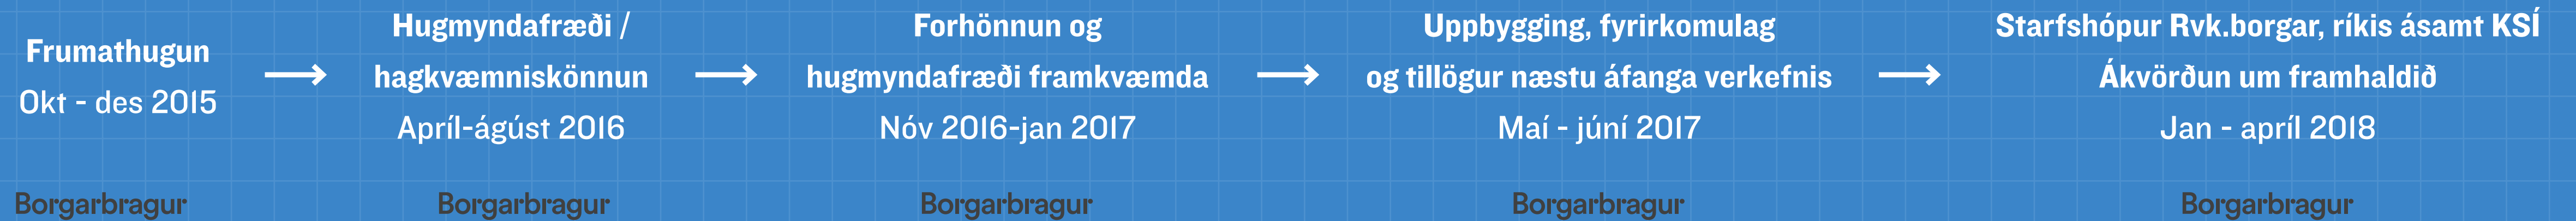 Frumathugun
Okt - des 2015
Hugmyndafræði /
hagkvæmniskönnun
Apríl-ágúst 2016
Forhönnun og
hugmyndafræði framkvæmda
Nóv 2016-jan 2017
Uppbygging, fyrirkomulag
og tillögur næstu áfanga verkefnis
Maí - júní 2017
Starfshópur Rvk.borgar, ríkis ásamt KSÍ
Ákvörðun um framhaldið
Jan - apríl 2018
Borgarbragur
Borgarbragur
Borgarbragur
Borgarbragur
Borgarbragur